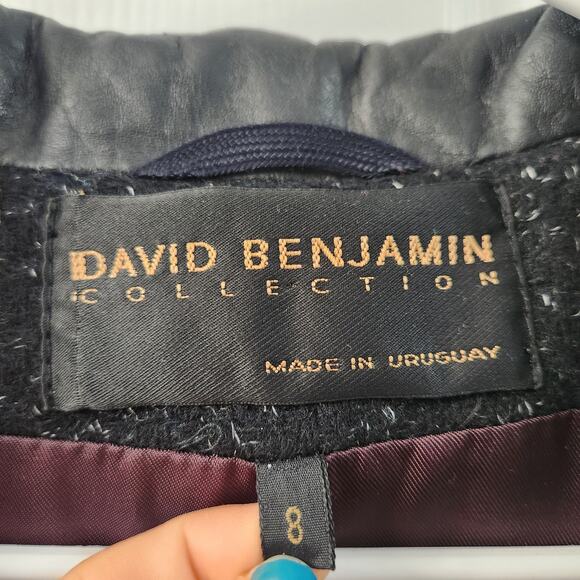 DAVID BENJAMIN
COLLECTION
MADE IN URUGUAY
8